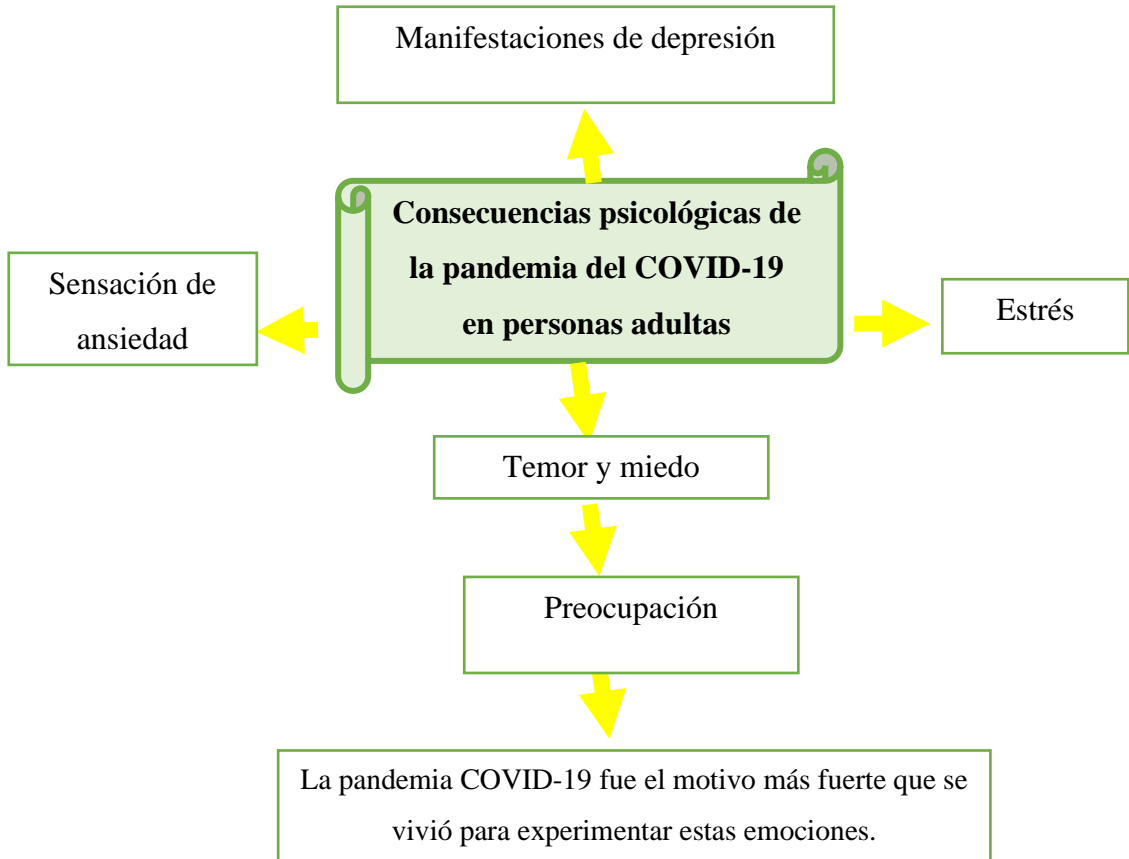 Manifestaciones de depresión
Consecuencias psicológicas de
la pandemia del COVID-19
en personas adultas
Sensación de
ansiedad
Estrés
Temor y miedo
Preocupación
La pandemia COVID-19 fue el motivo más fuerte que se
vivió para experimentar estas emociones.